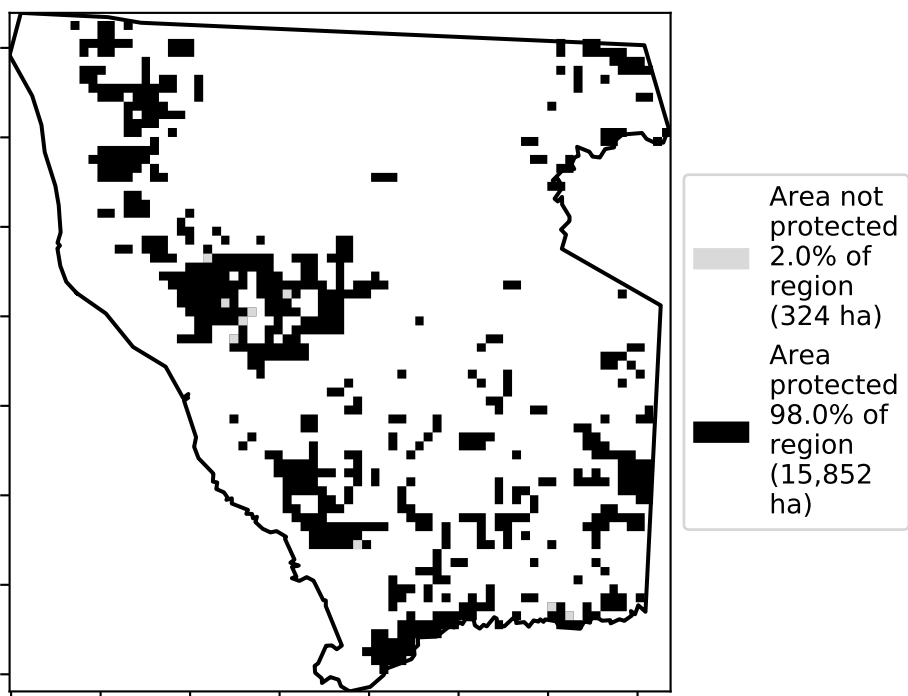 Area not
protected
2.0% of
region
(324 ha)
Area
protected
98.0% of
region
(15,852
ha)